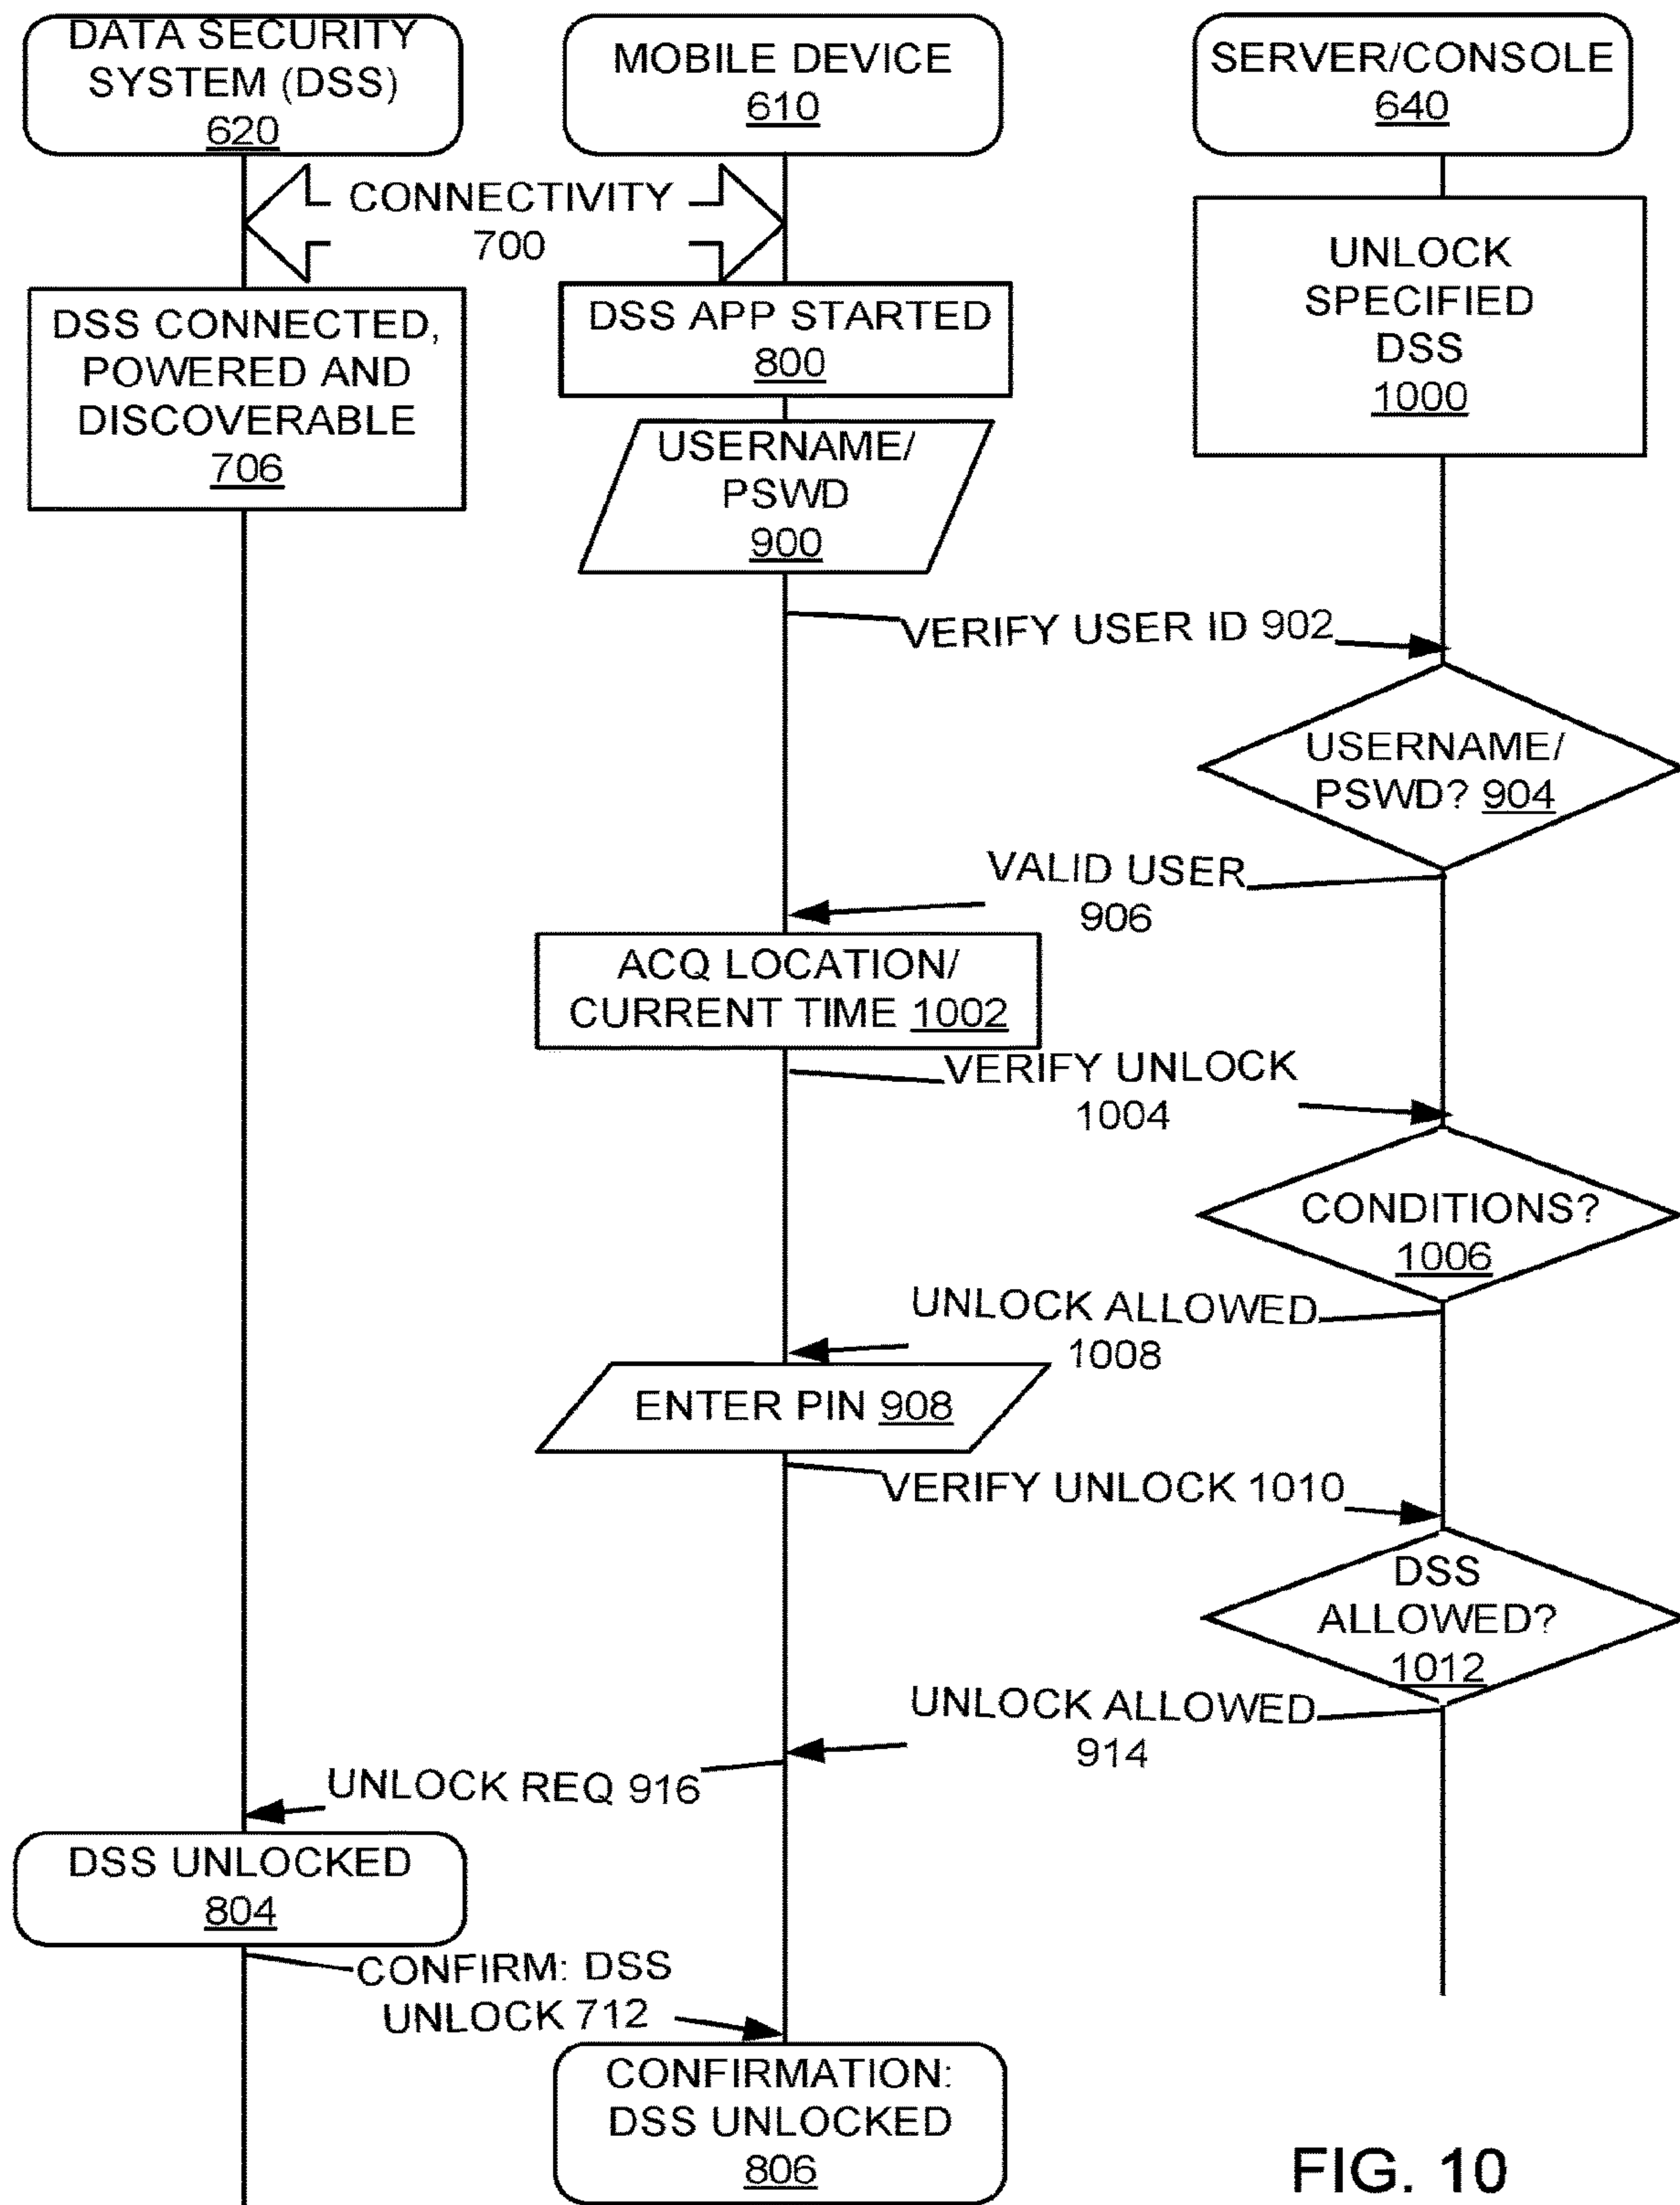 DATA SECURITY
SYSTEM (DSS)
620
MOBILE DEVICE
610
SERVER/CONSOLE
640
CONNECTIVITY
700
UNLOCK
SPECIFIED
DSS
1000
DSS CONNECTED,
POWERED AND
DISCOVERABLE
706
DSS APP STARTED
800
USERNAME/
PSWD
900
VERIFY USER ID 902
USERNAME/
PSWD? 904
VALID USER
906
ACQ LOCATION/
CURRENT TIME 1002
VERIFY UNLOCK
1004
CONDITIONS?
1006
UNLOCK ALLOWED
1008
ENTER PIN 908
VERIFY UNLOCK 1010
DSS
ALLOWED?
1012
UNLOCK ALLOWED
914
UNLOCK REQ 916
DSS UNLOCKED
804
CONFIRM: DSS
UNLOCK 712
CONFIRMATION:
DSS UNLOCKED
806
FIG. 10